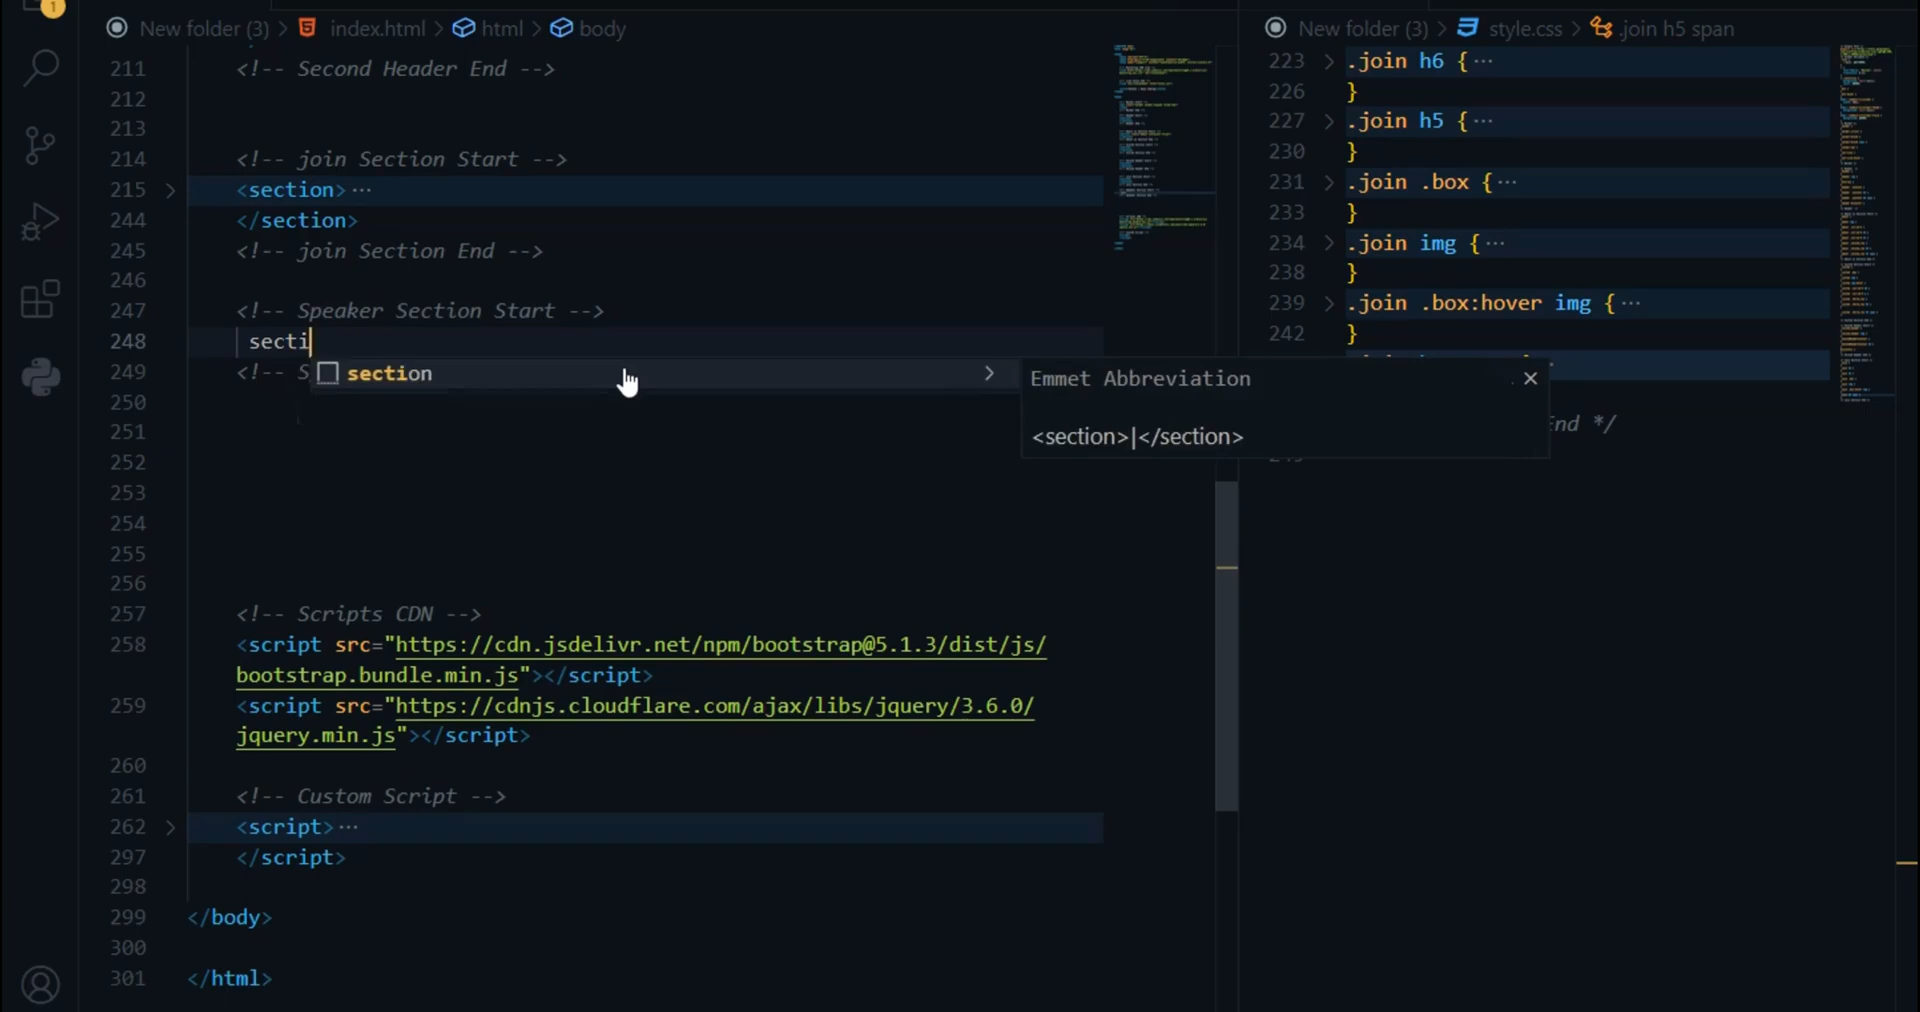 1
New folder (3) > index.html > html > body
211 <!-- Second Header End -->
212
213
214 <!-- join Section Start -->
215 > <section>···
244 </section>
245 <!-- join Section End -->
246
247 <!-- Speaker Section Start -->
248 secti
249 <!-- S
section >
250
251
252
253
254
255
256
257 <!-- Scripts CDN -->
258 <script src="https://cdn.jsdelivr.net/npm/bootstrap@5.1.3/dist/js/
bootstrap.bundle.min.js"></script>
259 <script src="https://cdnjs.cloudflare.com/ajax/libs/jquery/3.6.0/
jquery.min.js"></script>
260
261 <!-- Custom Script -->
262 > <script>···
297 </script>
298
299 </body>
300
301 </html>
Emmet Abbreviation
<section>|</section>
New folder (3) > style.css > .join h5 span
223 > .join h6 {···
226 }
227 > .join h5 {···
230 }
231 > .join .box {···
233 }
234 > .join img {···
238 }
239 > .join .box:hover img {···
242 }
End */